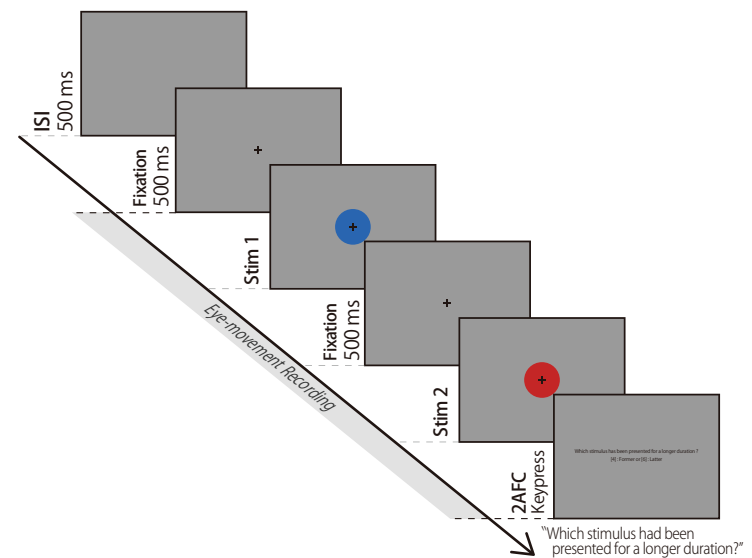 ISI
500 ms
Fixation
500 ms
Stim 1
Fixation
500 ms
Stim 2
2AFC
Keypress
Eye-movement Recording
Which stimulus has been presented for a longer duration ?
[4] : Former or [6] : Latter
"Which stimulus had been
presented for a longer duration?"